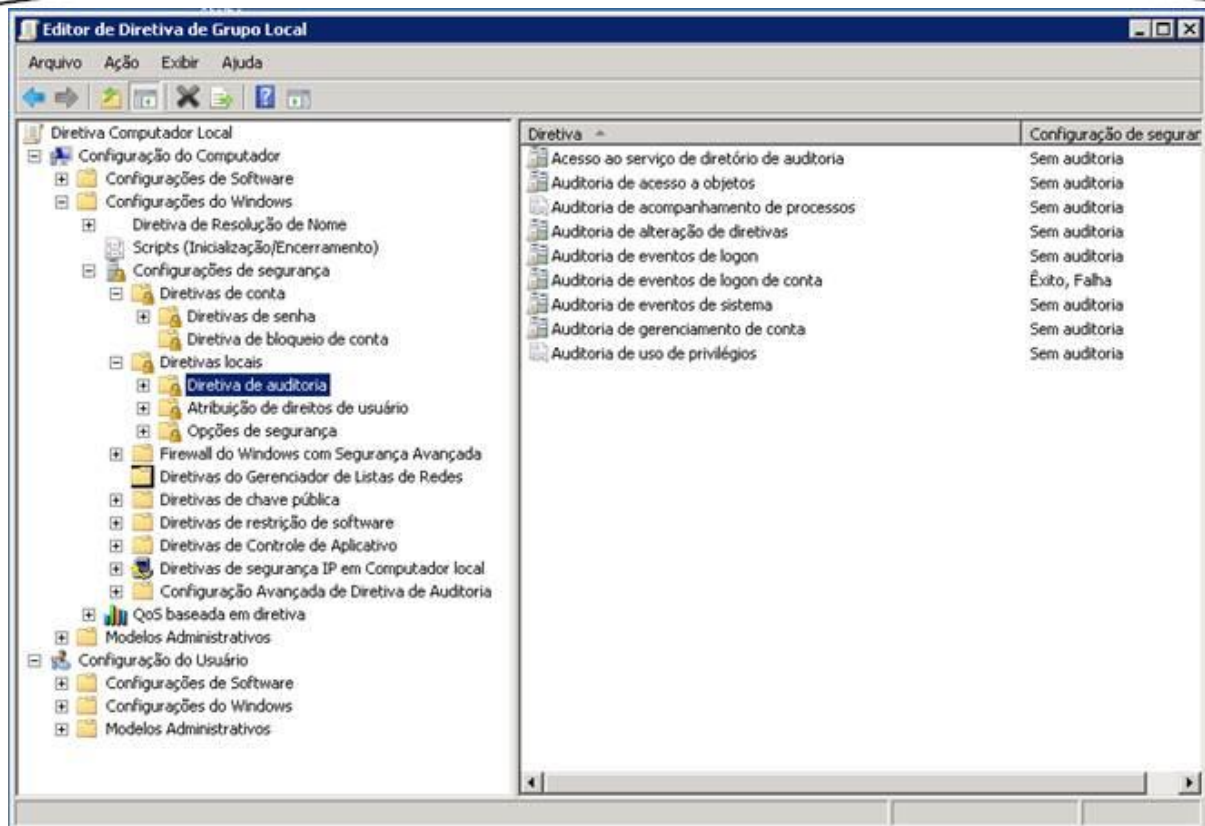 Editor de Diretiva de Grupo Local
Arquivo Ação Exibir Ajuda
Diretiva Computador Local
Configuração do Computador
Configurações de Software
Configurações do Windows
Diretiva de Resolução de Nome
Scripts (Inicialização/Encerramento)
Configurações de segurança
Diretivas de conta
Diretivas de senha
Diretiva de bloqueio de conta
Diretivas locais
Diretiva de auditoria
Atribuição de direitos de usuário
Opções de segurança
Firewall do Windows com Segurança Avançada
Diretivas do Gerenciador de Listas de Redes
Diretivas de chave pública
Diretivas de restrição de software
Diretivas de Controle de Aplicativo
Diretivas de segurança IP em Computador local
Configuração Avançada de Diretiva de Auditoria
QoS baseada em diretiva
Modelos Administrativos
Configuração do Usuário
Configurações de Software
Configurações do Windows
Modelos Administrativos
Diretiva Configuração de seguran
Acesso ao serviço de diretório de auditoria Sem auditoria
Auditoria de acesso a objetos Sem auditoria
Auditoria de acompanhamento de processos Sem auditoria
Auditoria de alteração de diretivas Sem auditoria
Auditoria de eventos de logon Sem auditoria
Auditoria de eventos de logon de conta Êxito, Falha
Auditoria de eventos de sistema Sem auditoria
Auditoria de gerenciamento de conta Sem auditoria
Auditoria de uso de privilégios Sem auditoria